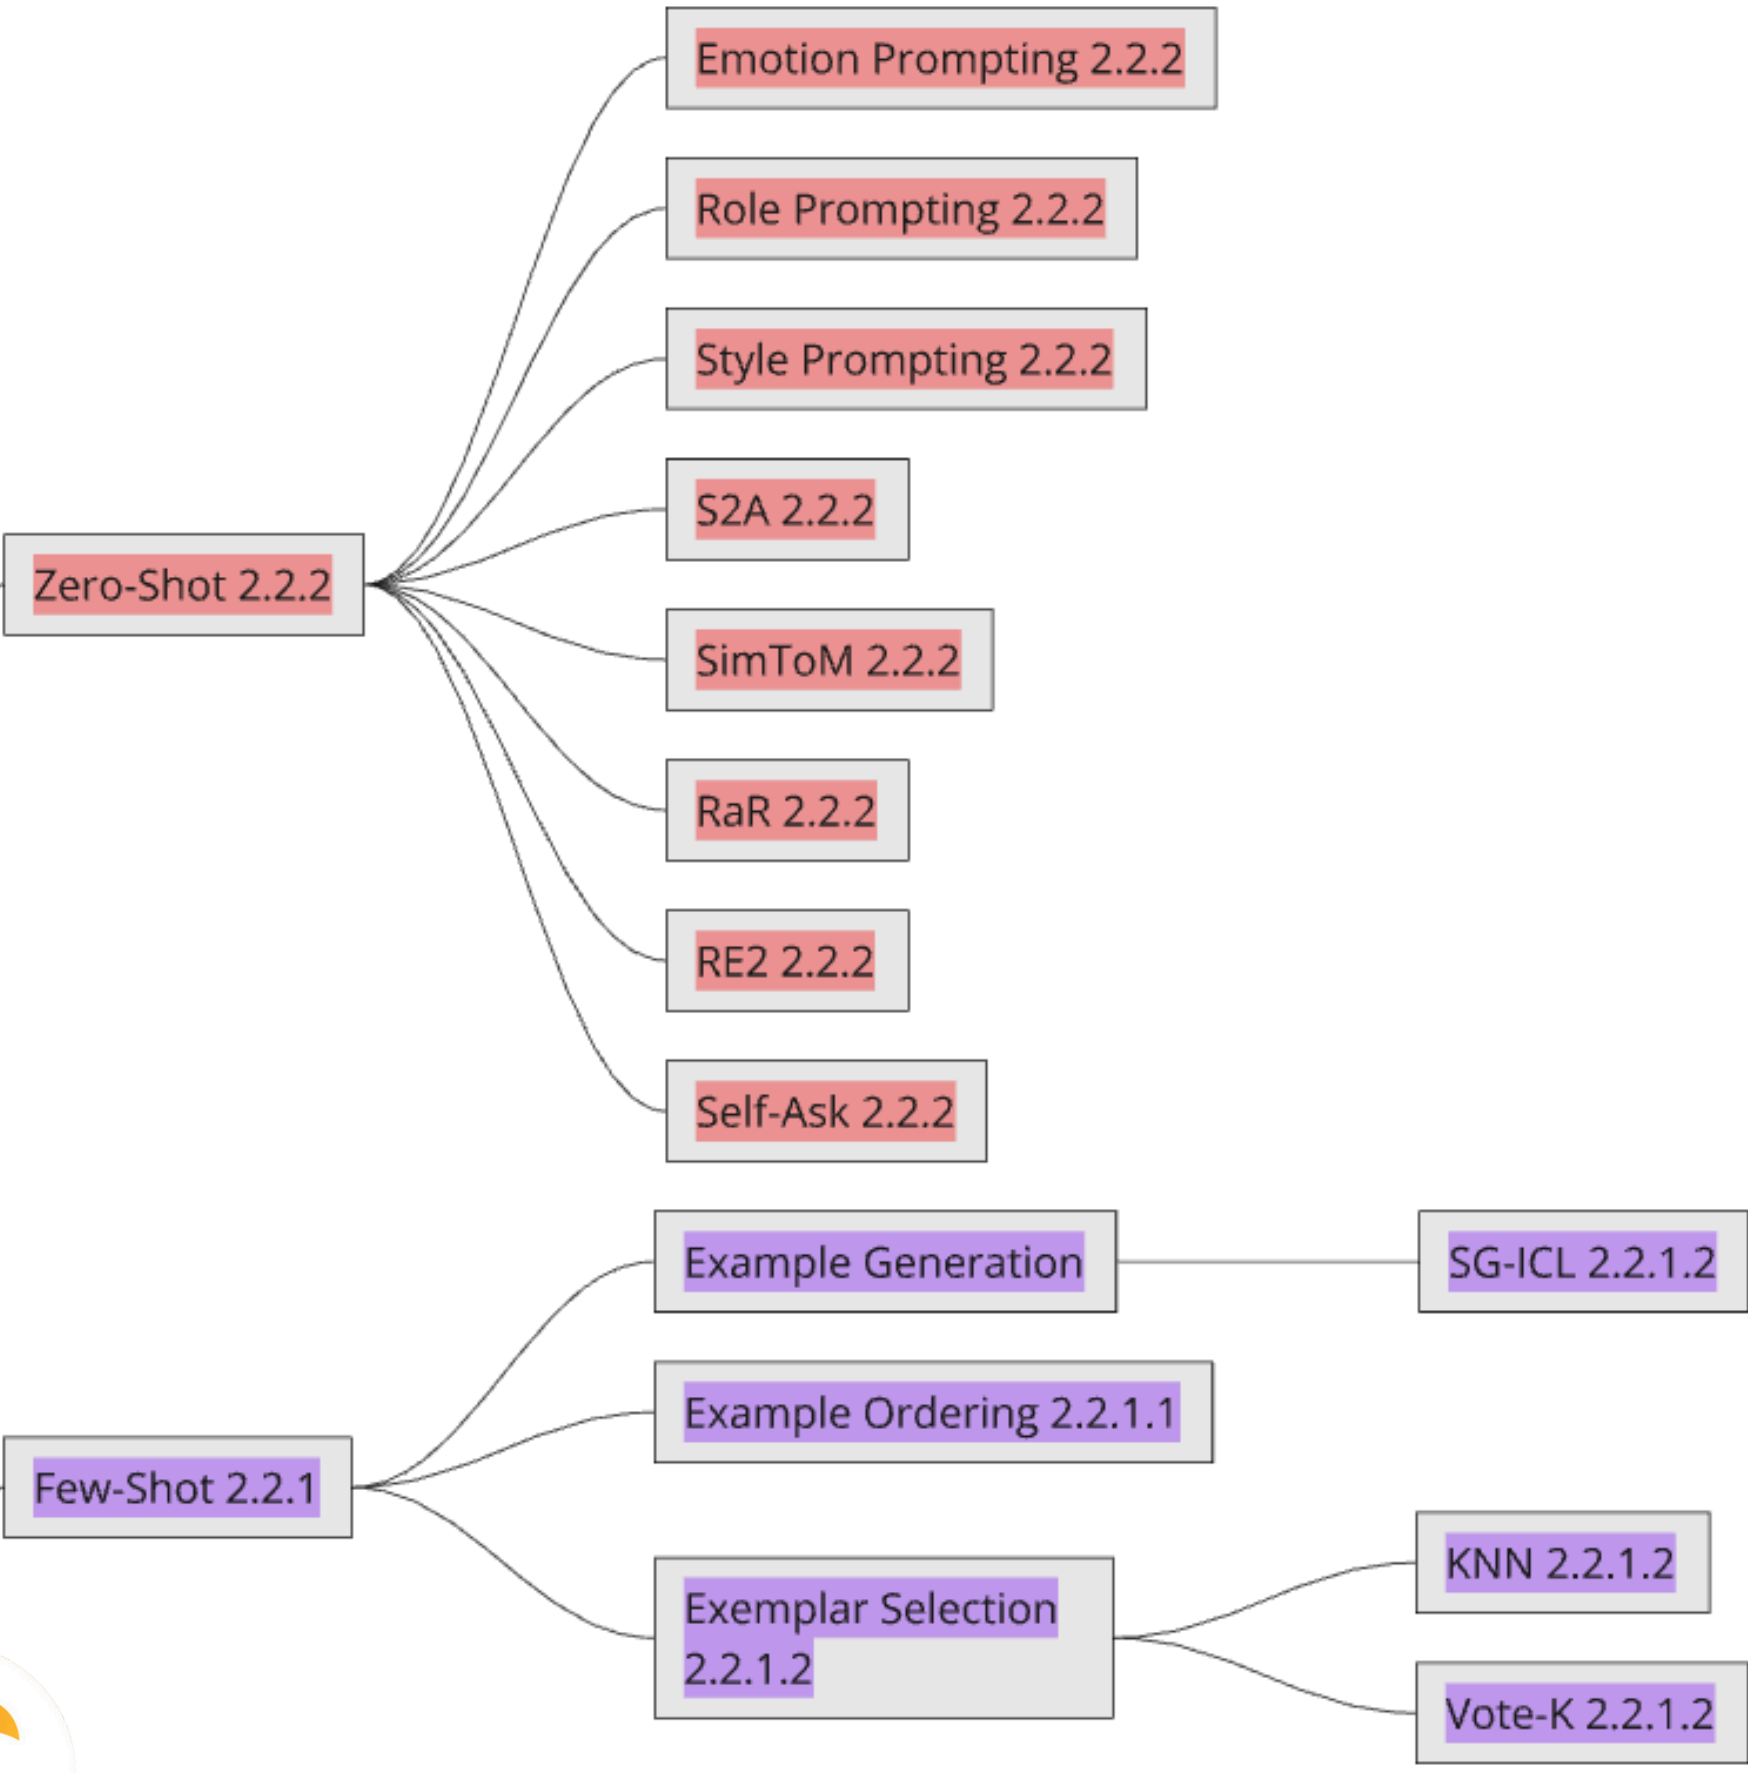 Emotion Prompting 2.2.2
Role Prompting 2.2.2
Style Prompting 2.2.2
S2A 2.2.2
Zero-Shot 2.2.2
SimToM 2.2.2
RaR 2.2.2
RE2 2.2.2
Self-Ask 2.2.2
Example Generation
SG-ICL 2.2.1.2
Example Ordering 2.2.1.1
Few-Shot 2.2.1
Exemplar Selection
2.2.1.2
KNN 2.2.1.2
Vote-K 2.2.1.2